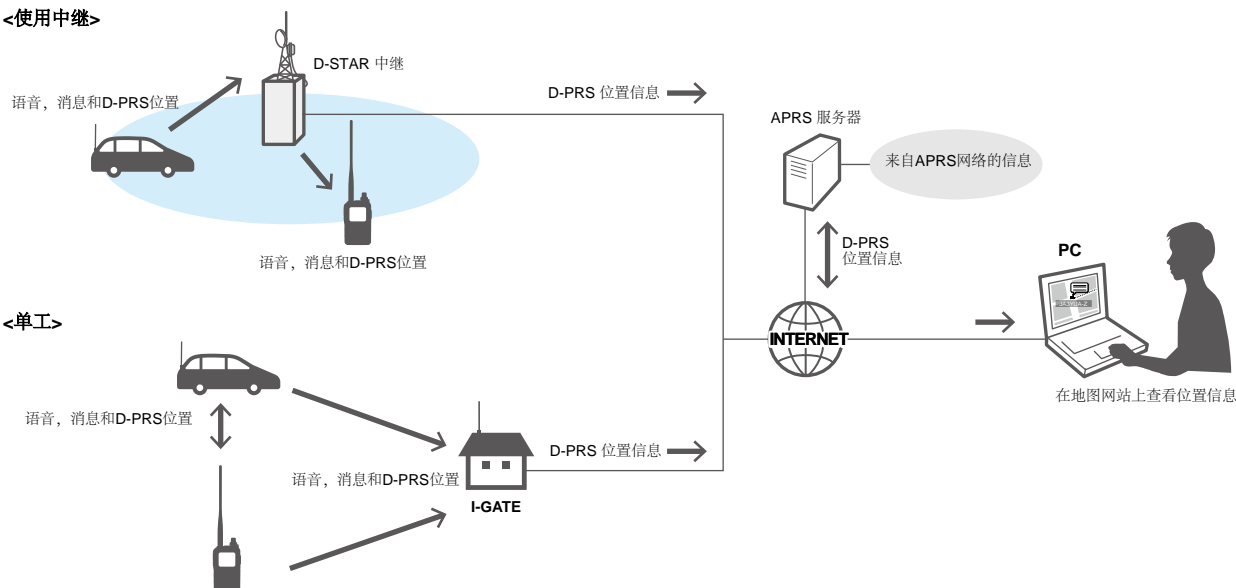 <使用中继>
D-STAR 中继
语音，消息和D-PRS位置
D-PRS 位置信息
语音，消息和D-PRS位置
APRS 服务器
来自APRS网络的信息
D-PRS
位置信息
PC
INTERNET
在地图网站上查看位置信息
<单工>
语音，消息和D-PRS位置
语音，消息和D-PRS位置
I-GATE
D-PRS 位置信息